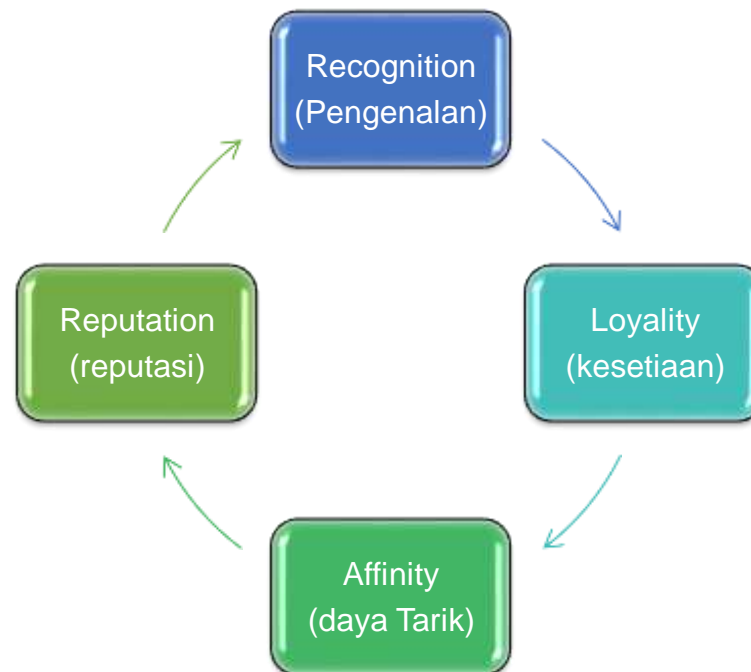 Recognition
(Pengenalan)
Loyality
(kesetiaan)
Affinity
(daya Tarik)
Reputation
(reputasi)